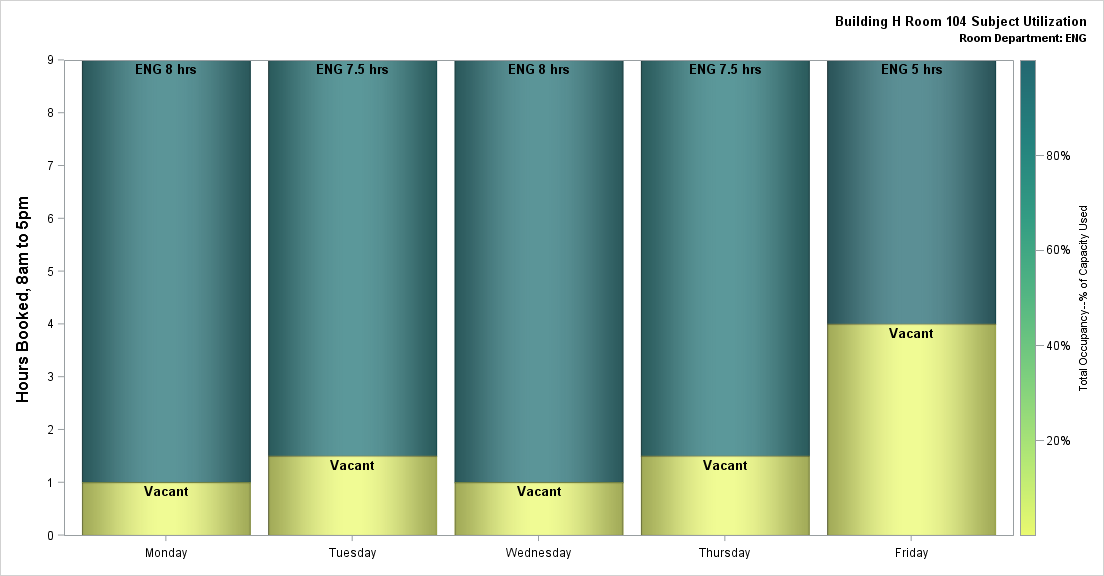 Building H Room 104 Subject Utilization
Room Department: ENG
Hours Booked, 8am to 5pm
9
8
7
6
5
4
3
2
1
0
ENG 8 hrs
ENG 7.5 hrs
ENG 8 hrs
ENG 7.5 hrs
ENG 5 hrs
Vacant
Vacant
Vacant
Vacant
Vacant
Monday
Tuesday
Wednesday
Thursday
Friday
80%
60%
40%
20%
Total Occupancy--% of Capacity Used